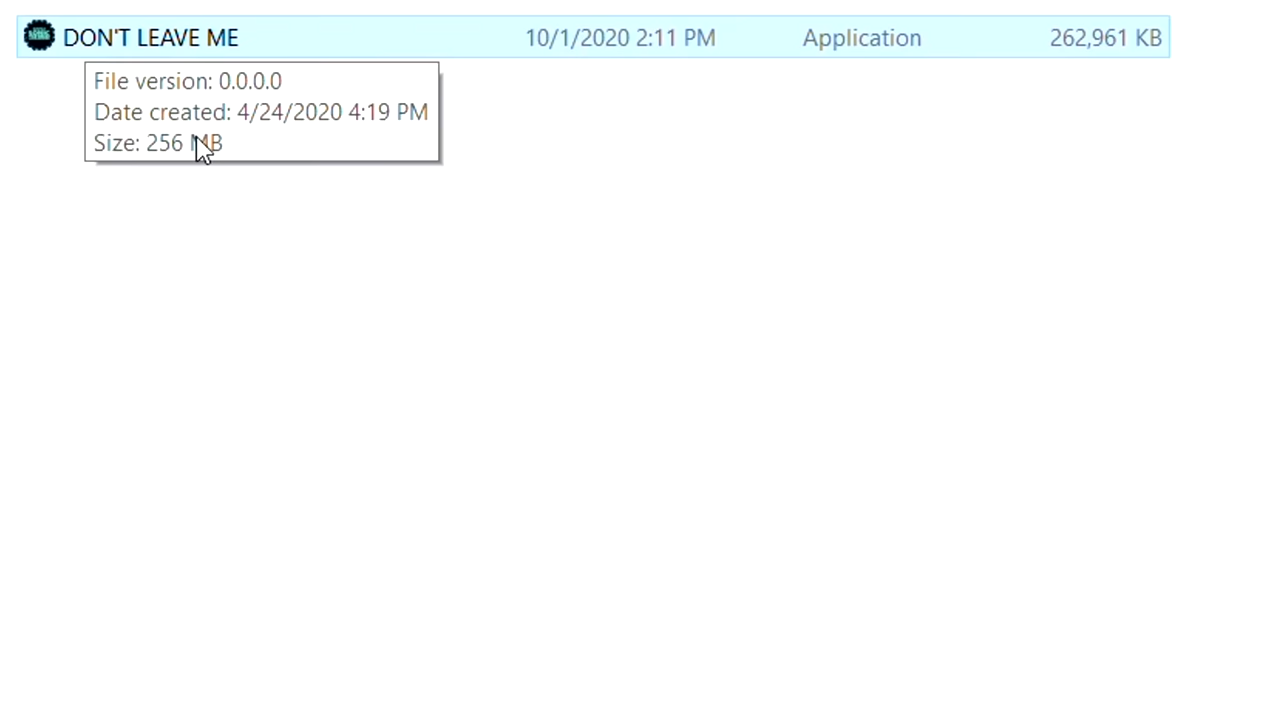 DON'T LEAVE ME 10/1/2020 2:11 PM Application 262,961 KB
File version: 0.0.0.0
Date created: 4/24/2020 4:19 PM
Size: 256 MB